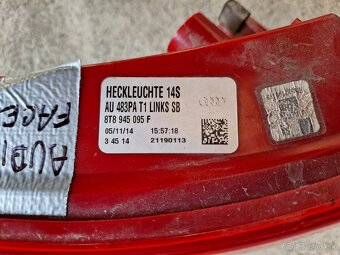 HECKLEUCHTE 14S
AU 483PA T1 LINKS SB
8T8 945 095 F
05/11/14 15:57:18
3 45 14 21190113
AUDI
FACE